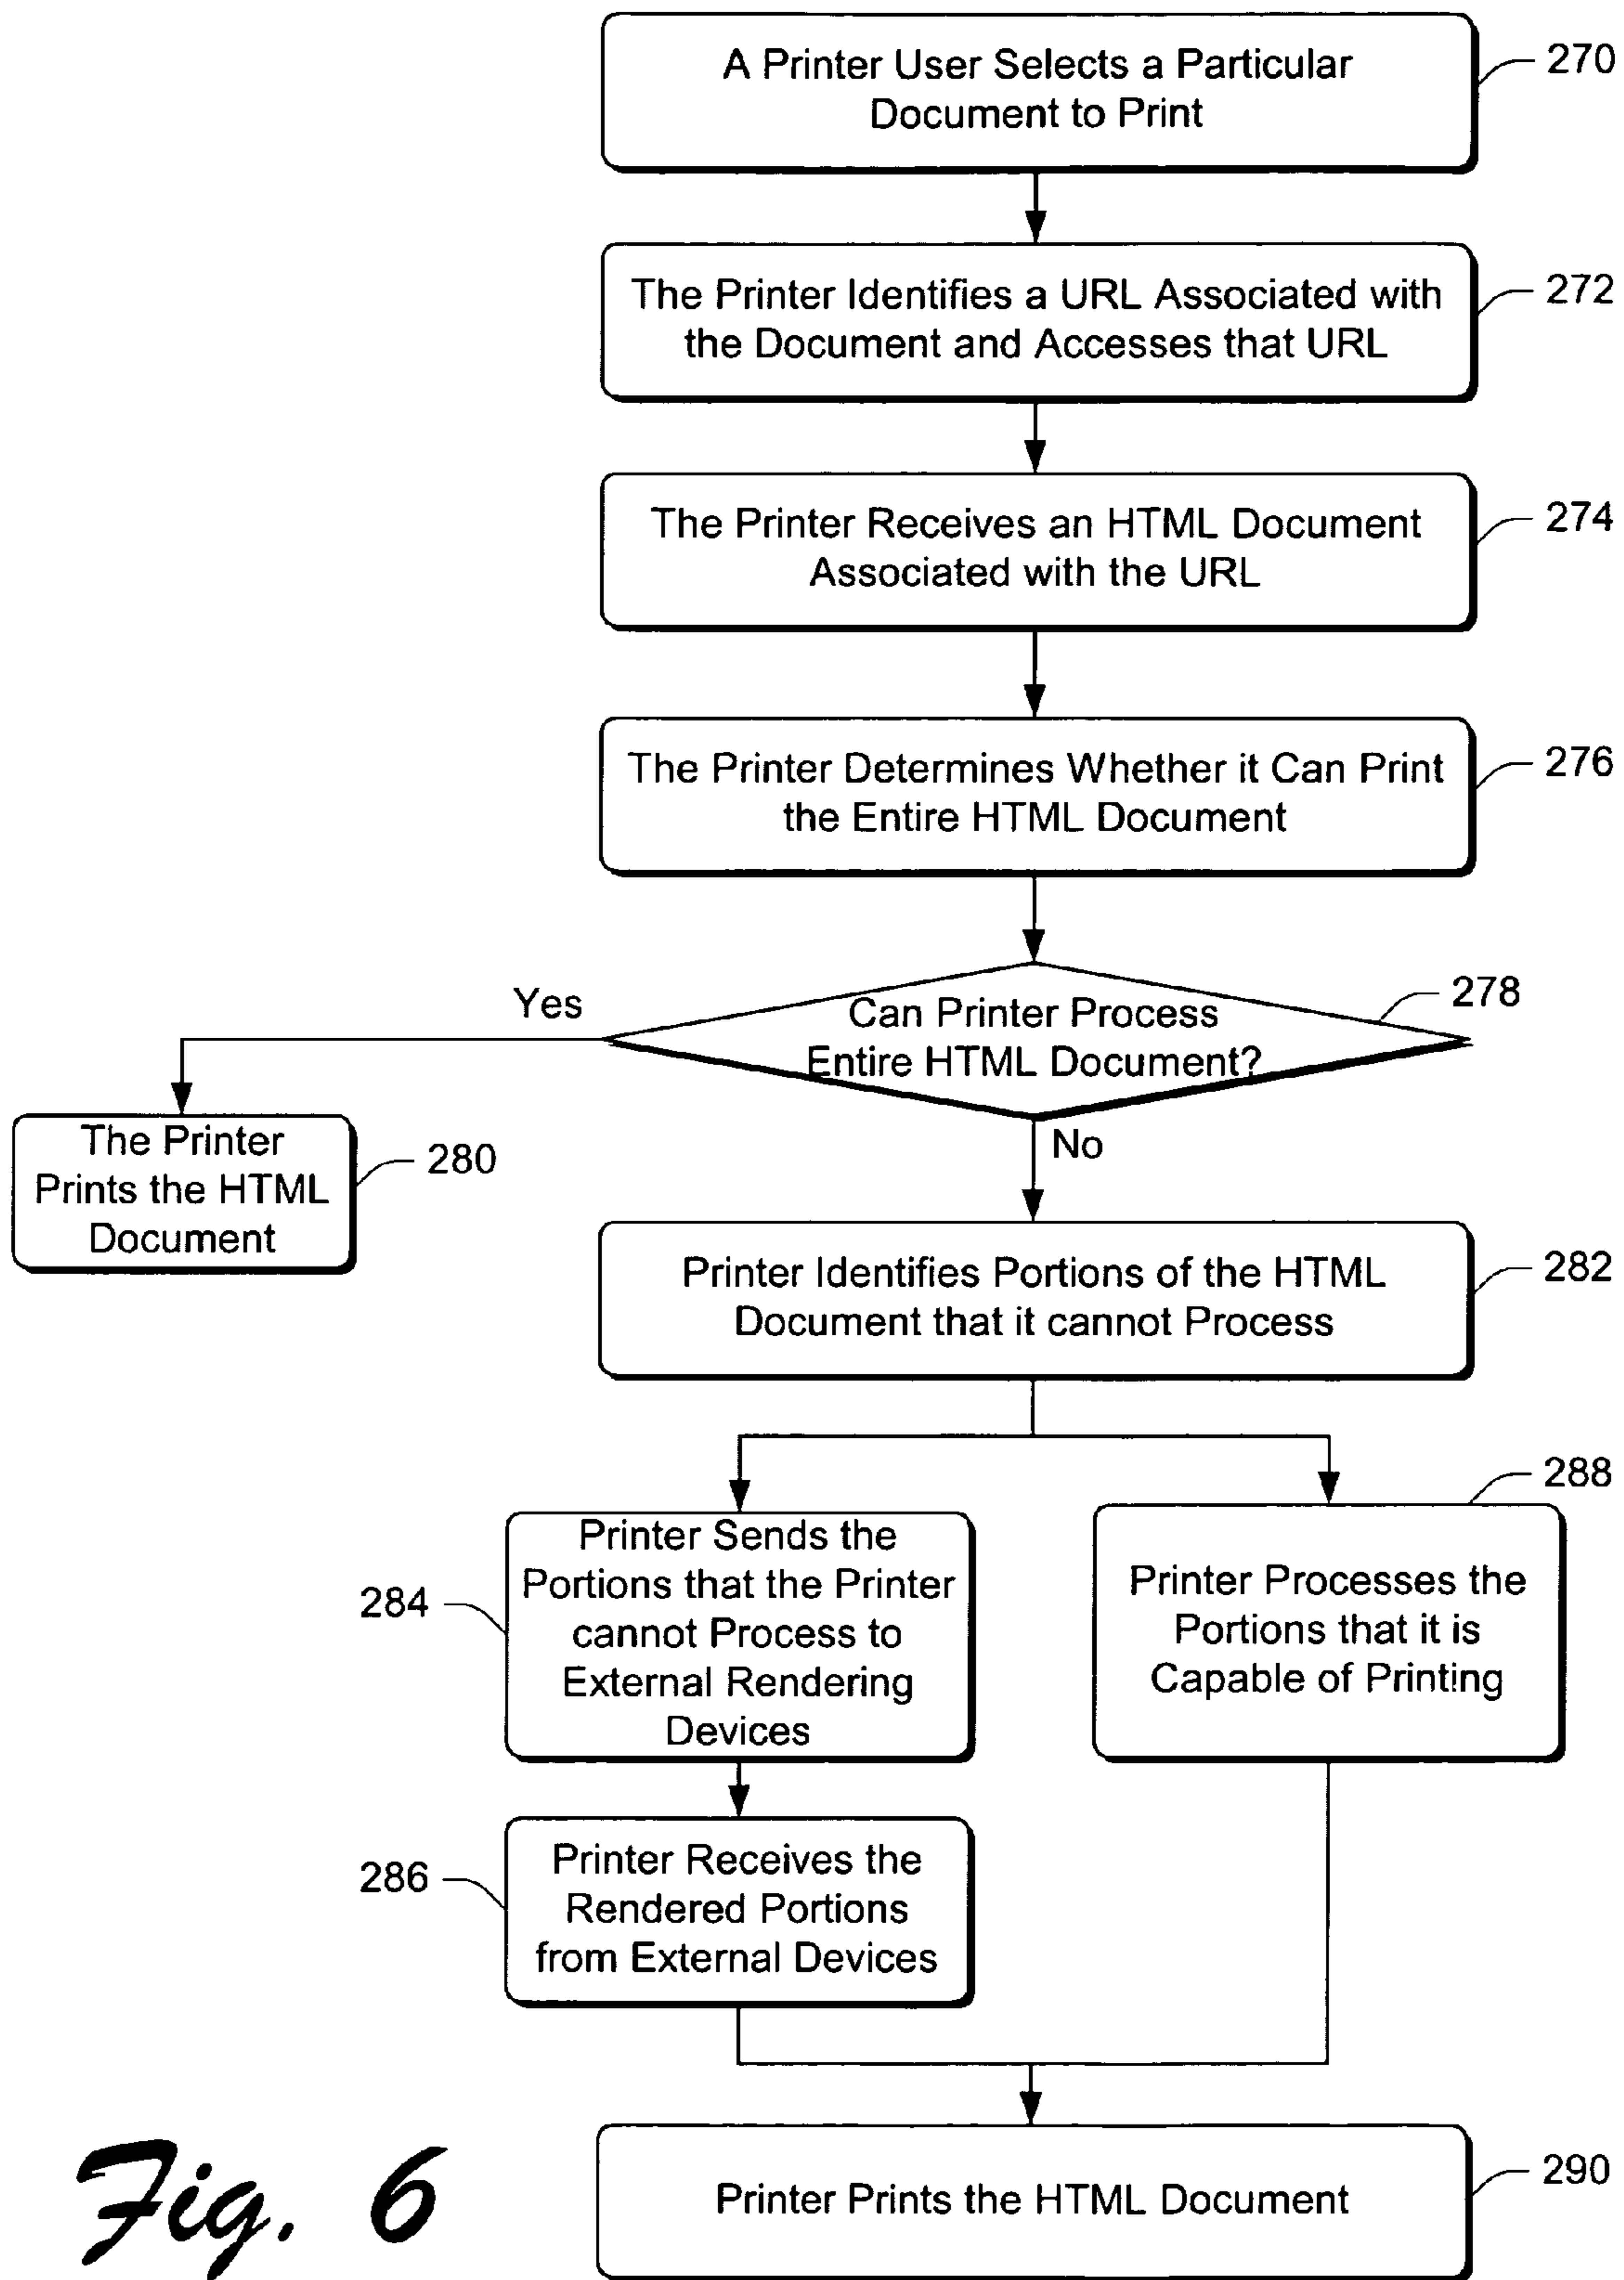 A Printer User Selects a Particular
Document to Print
270
The Printer Identifies a URL Associated with
the Document and Accesses that URL
272
The Printer Receives an HTML Document
Associated with the URL
274
The Printer Determines Whether it Can Print
the Entire HTML Document
276
Can Printer Process
Entire HTML Document?
278
Yes
No
The Printer
Prints the HTML
Document
280
Printer Identifies Portions of the HTML
Document that it cannot Process
282
Printer Sends the
Portions that the Printer
cannot Process to
External Rendering
Devices
284
Printer Processes the
Portions that it is
Capable of Printing
288
Printer Receives the
Rendered Portions
from External Devices
286
Printer Prints the HTML Document
290
Fig. 6